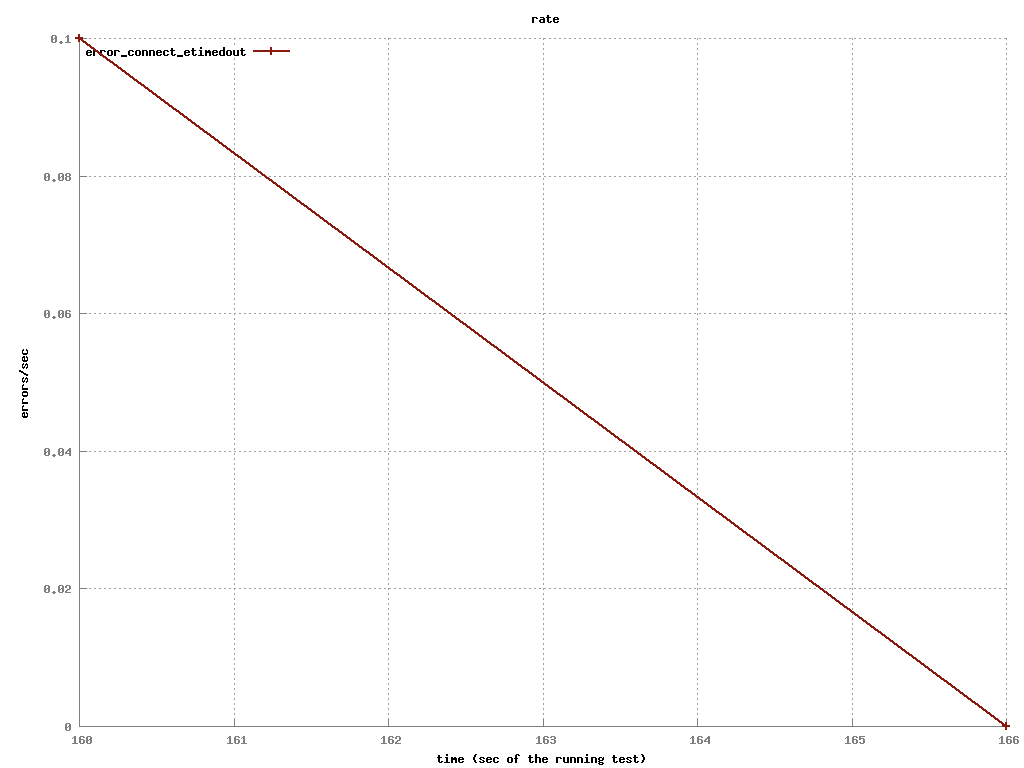 rate
error_connect_etimedout
0.1
0.08
0.06
0.04
0.02
0
errors/sec
160 161 162 163 164 165 166
time (sec of the running test)